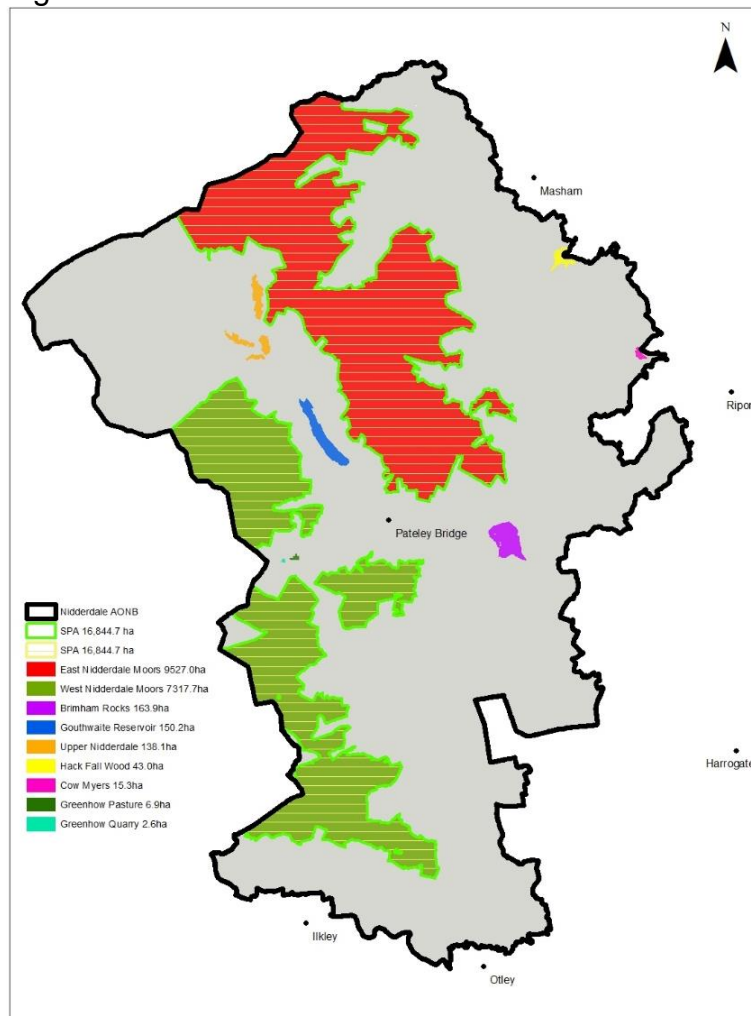 N
Masham
Ripon
Pateley Bridge
Harrogate
Nidderdale AONB
SPA 16,844.7 ha
SPA 16,844.7 ha
East Nidderdale Moors 9527.0ha
West Nidderdale Moors 7317.7ha
Brimham Rocks 163.9ha
Gouthwaite Reservoir 150.2ha
Upper Nidderdale 138.1ha
Hack Fall Wood 43.0ha
Cow Myers 15.3ha
Greenhow Pasture 6.9ha
Greenhow Quarry 2.6ha
Ilkley
Otley